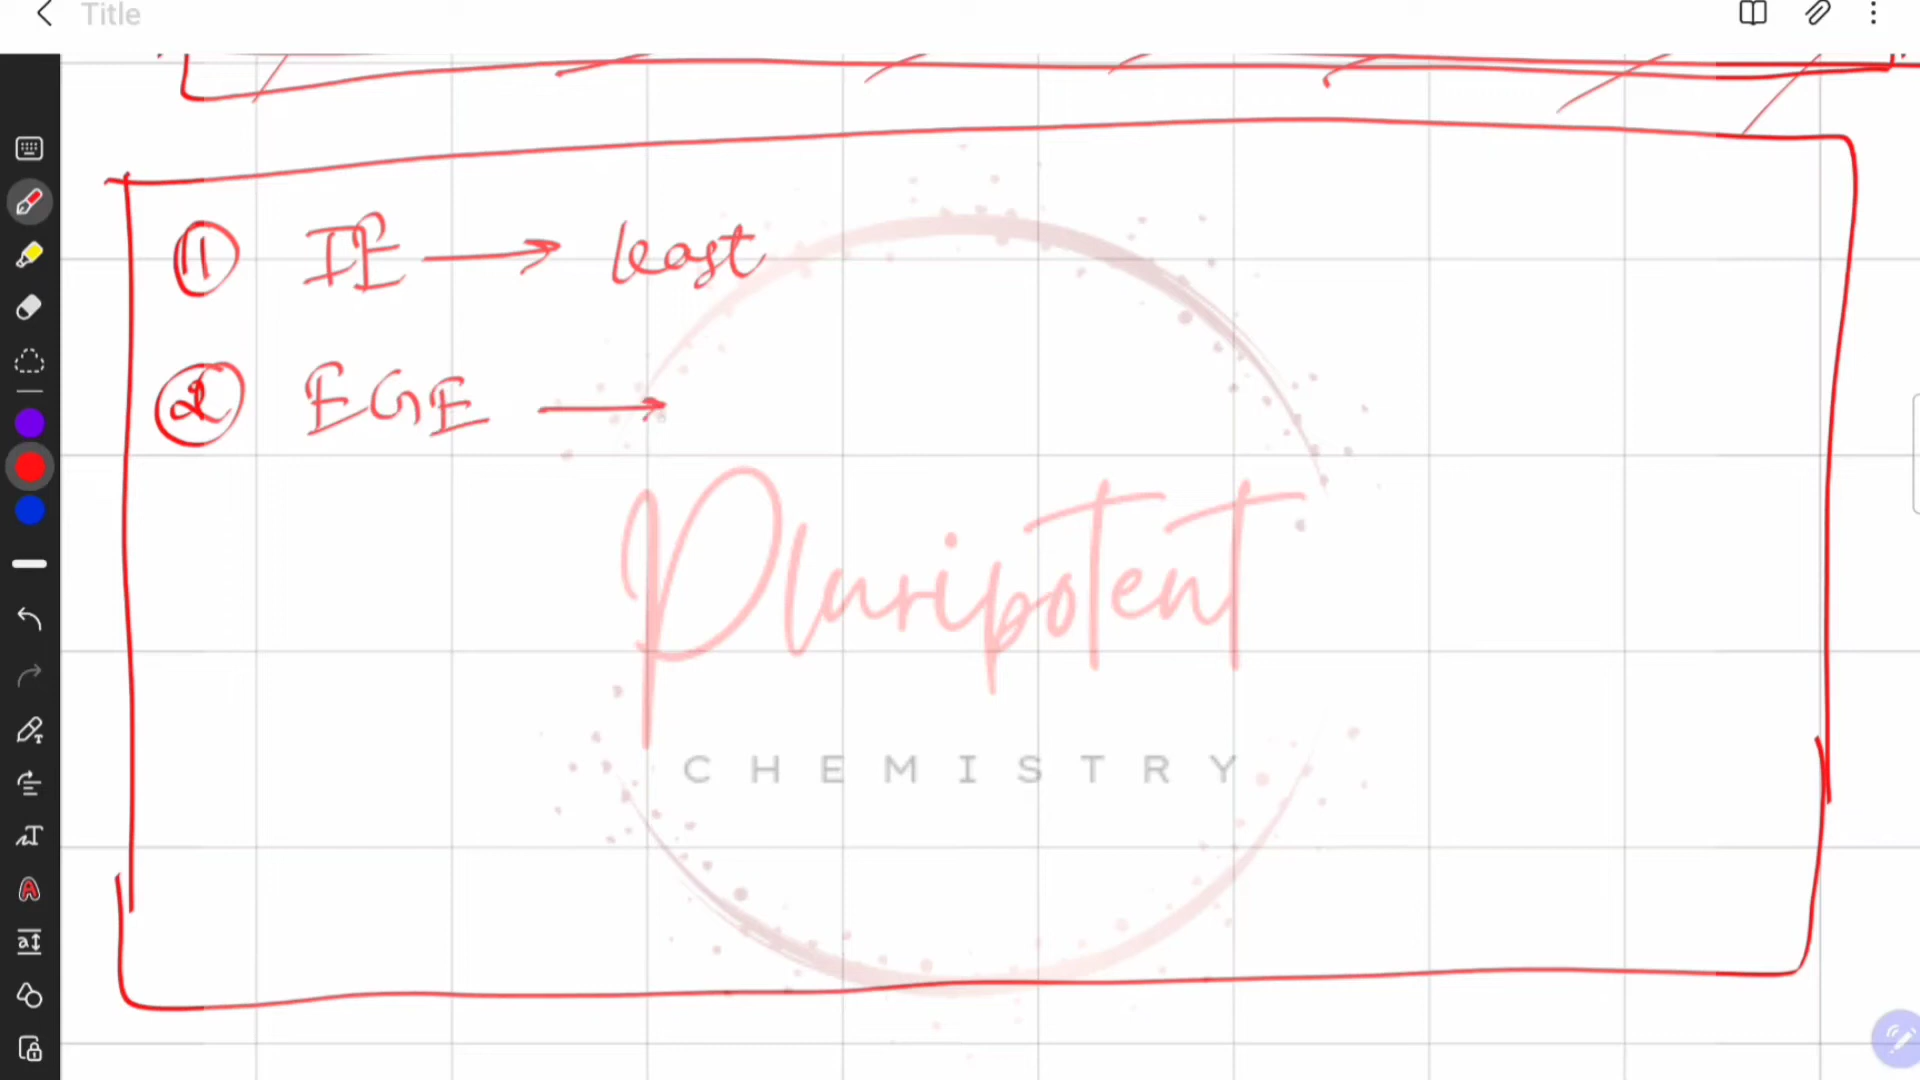 Title
① IE → least
② EGE →
Pluripotent
CHEMISTRY